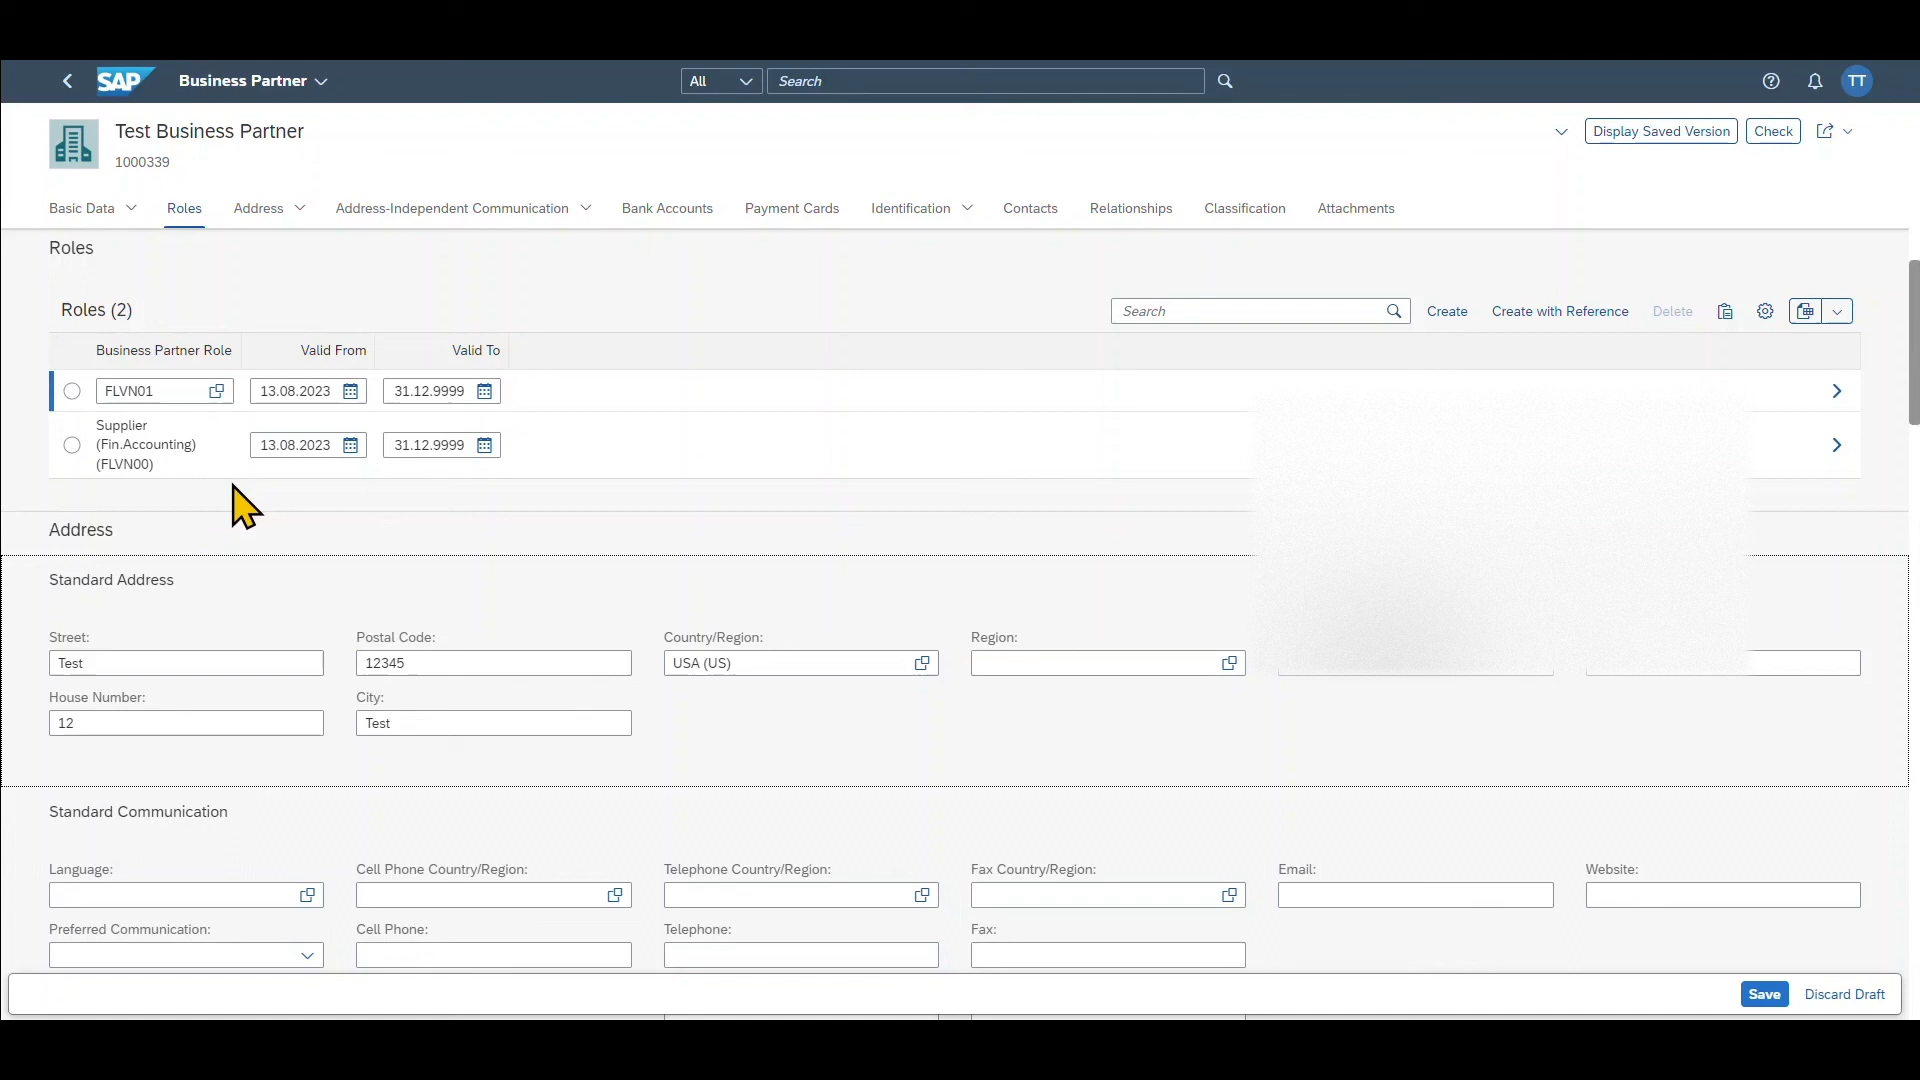 SAP Business Partner All Search TT
Test Business Partner Display Saved Version Check
1000339
Basic Data Roles Address Address-Independent Communication Bank Accounts Payment Cards Identification Contacts Relationships Classification Attachments
Roles
Roles (2) Search Create Create with Reference Delete
Business Partner Role Valid From Valid To
FLVN01 13.08.2023 31.12.9999
Supplier
(Fin.Accounting) 13.08.2023 31.12.9999
(FLVN00)
Address
Standard Address
Street: Postal Code: Country/Region: Region:
Test 12345 USA (US)
House Number: City:
12 Test
Standard Communication
Language: Cell Phone Country/Region: Telephone Country/Region: Fax Country/Region: Email: Website:
Preferred Communication: Cell Phone: Telephone: Fax:
Save Discard Draft